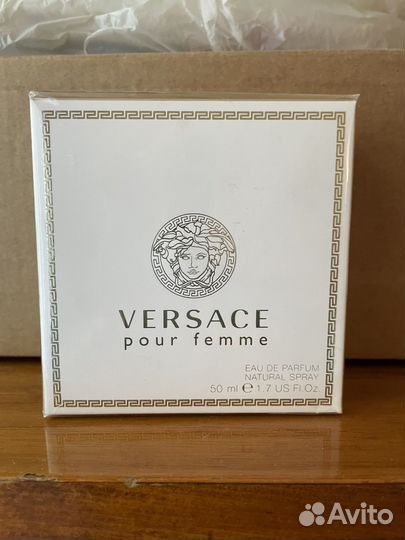 VERSACE
pour femme
EAU DE PARFUM
NATURAL SPRAY
50 ml ℮ 1.7 US Fl.Oz.
Avito